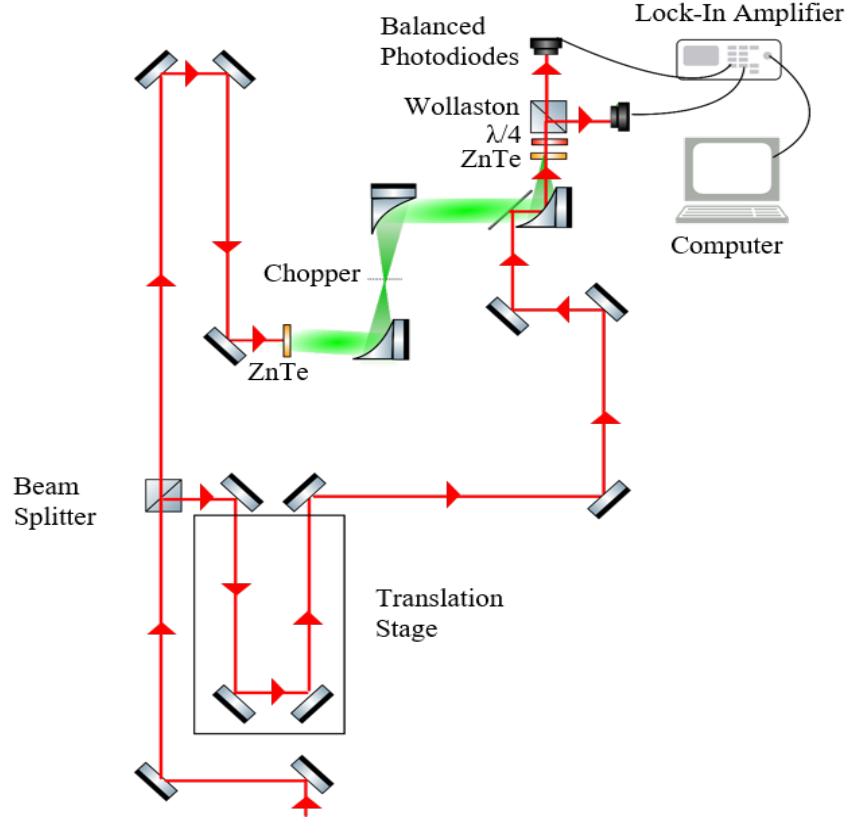 Lock-In Amplifier
Balanced
Photodiodes
Wollaston
λ/4
ZnTe
Computer
Chopper
ZnTe
Beam
Splitter
Translation
Stage